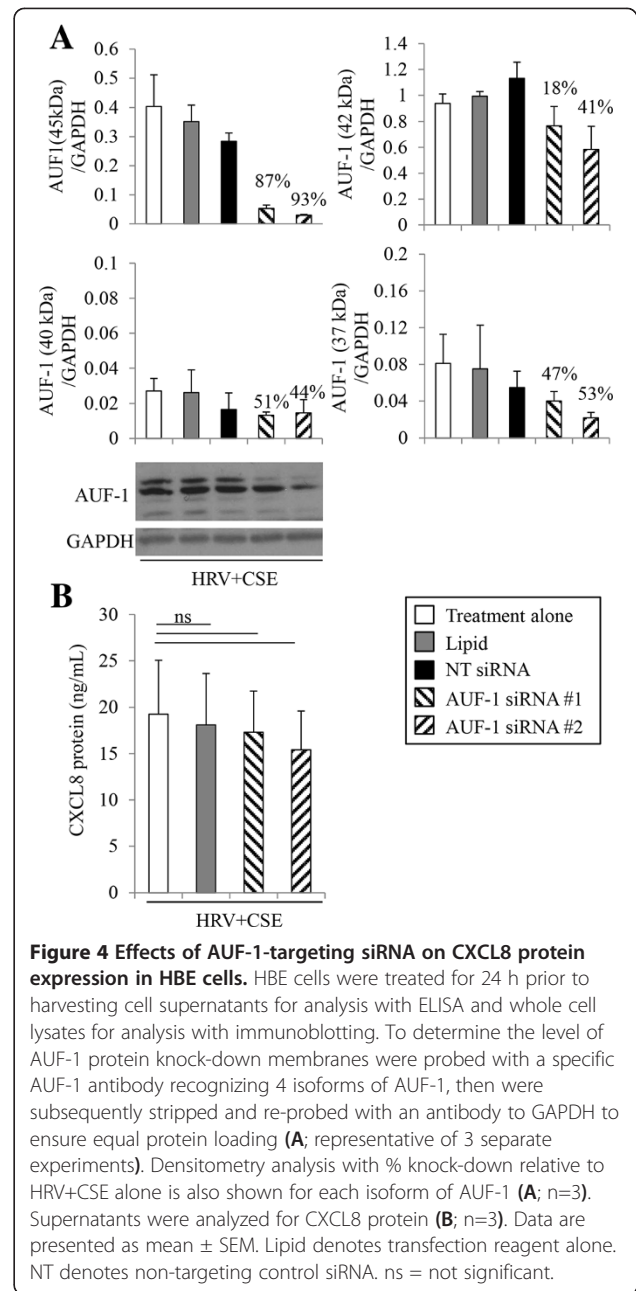 A
AUF1(45kDa)
/GAPDH
0.6
0.5
0.4
0.3
0.2
0.1
0
87%
93%
AUF-1 (42 kDa)
/GAPDH
1.4
1.2
1
0.8
0.6
0.4
0.2
0
18%
41%
AUF-1 (40 kDa)
/GAPDH
0.1
0.08
0.06
0.04
0.02
0
51%
44%
AUF-1 (37 kDa)
/GAPDH
0.2
0.16
0.12
0.08
0.04
0
47%
53%
AUF-1
GAPDH
HRV+CSE
B
CXCL8 protein (ng/mL)
30
25
20
15
10
5
0
ns
HRV+CSE
Treatment alone
Lipid
NT siRNA
AUF-1 siRNA #1
AUF-1 siRNA #2
Figure 4 Effects of AUF-1-targeting siRNA on CXCL8 protein
expression in HBE cells. HBE cells were treated for 24 h prior to
harvesting cell supernatants for analysis with ELISA and whole cell
lysates for analysis with immunoblotting. To determine the level of
AUF-1 protein knock-down membranes were probed with a specific
AUF-1 antibody recognizing 4 isoforms of AUF-1, then were
subsequently stripped and re-probed with an antibody to GAPDH to
ensure equal protein loading (A; representative of 3 separate
experiments). Densitometry analysis with % knock-down relative to
HRV+CSE alone is also shown for each isoform of AUF-1 (A; n=3).
Supernatants were analyzed for CXCL8 protein (B; n=3). Data are
presented as mean ± SEM. Lipid denotes transfection reagent alone.
NT denotes non-targeting control siRNA. ns = not significant.